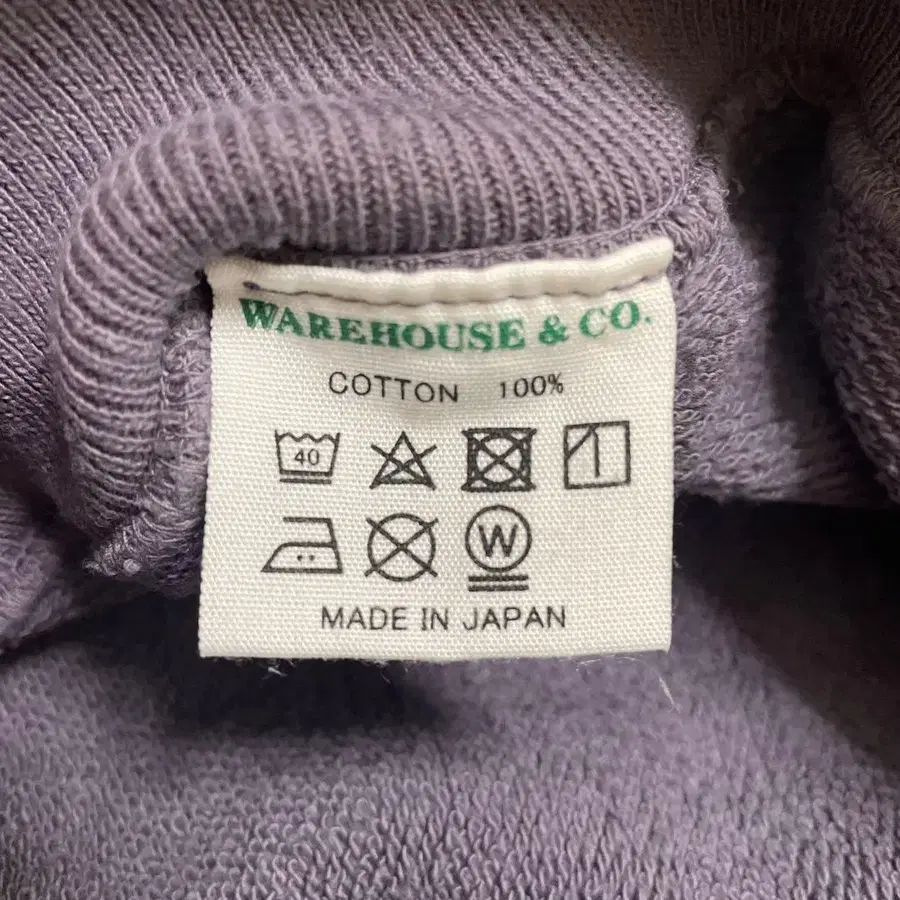 WAREHOUSE & CO.
COTTON 100%
40
W
MADE IN JAPAN